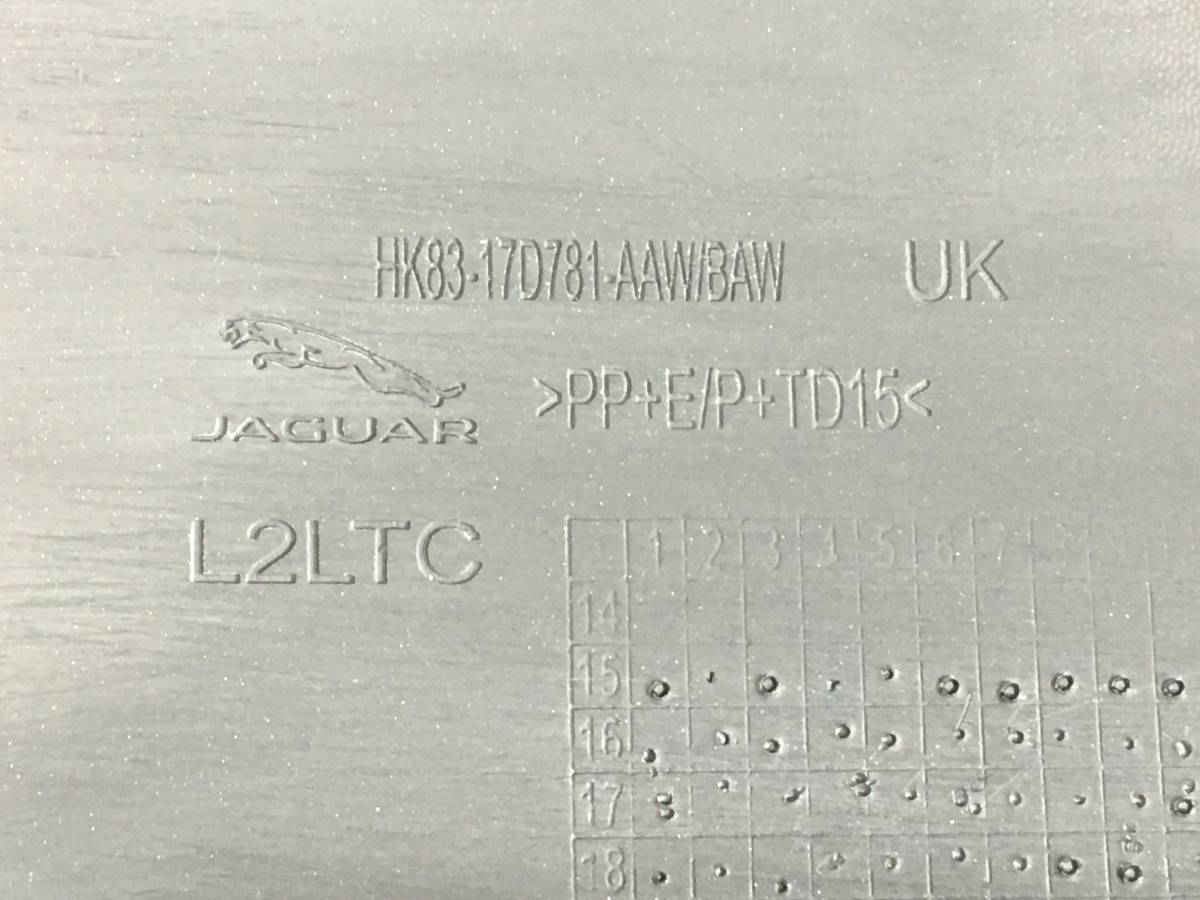 HK83-17D781-AAW/BAW UK
JAGUAR >PP+E/P+TD15<
L2LTC
1 2 3 4 5 6 7 8
14
15
16
17
18